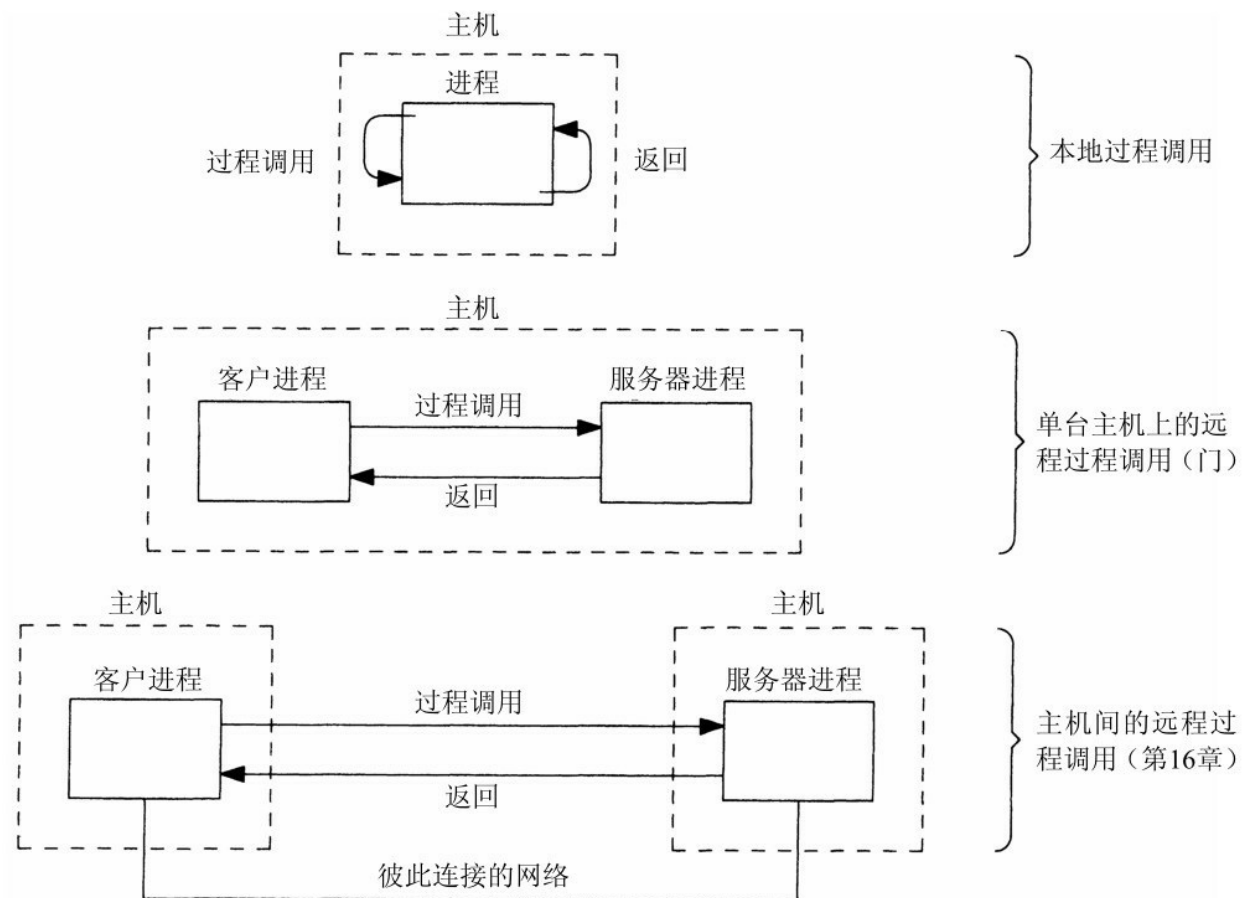 主机
进程
过程调用
返回
本地过程调用
主机
客户进程
服务器进程
过程调用
返回
单台主机上的远
程过程调用（门）
主机
主机
客户进程
服务器进程
过程调用
返回
主机间的远程过
程调用（第16章）
彼此连接的网络